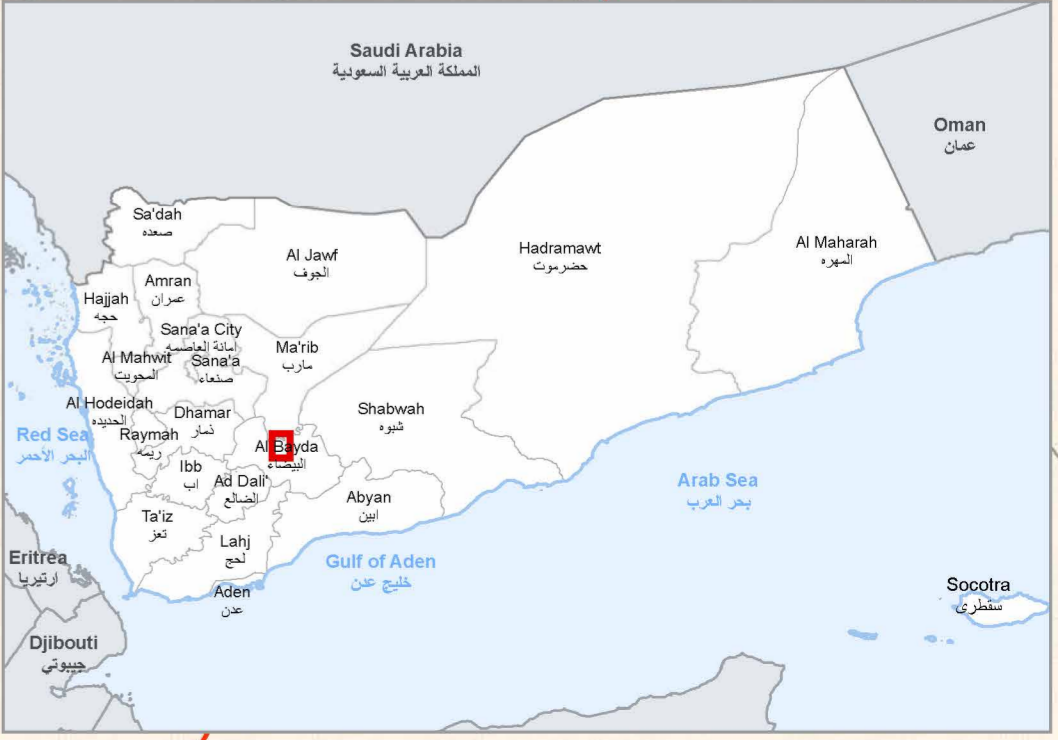 Saudi Arabia
المملكة العربية السعودية
Oman
عمان
Sa'dah
صعده
Al Jawf
الجوف
Hadramawt
حضرموت
Al Maharah
المهره
Amran
عمران
Hajjah
حجه
Sana'a City
امانة العاصمه
Ma'rib
مارب
Al Mahwit
المحويت
Sana'a
صنعاء
Al Hodeidah
الحديده
Dhamar
ذمار
Shabwah
شبوه
Red Sea
البحر الأحمر
Raymah
ريمه
Al Bayda
البيضاء
Ibb
اب
Ad Dali'
الضالع
Abyan
ابين
Arab Sea
بحر العرب
Ta'iz
تعز
Lahj
لحج
Gulf of Aden
خليج عدن
Eritrea
ارتيريا
Aden
عدن
Socotra
سقطرى
Djibouti
جيبوتي